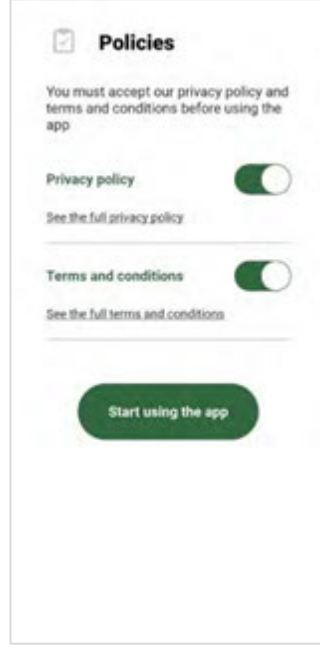 Policies
You must accept our privacy policy and
terms and conditions before using the
app
Privacy policy
See the full privacy policy
Terms and conditions
See the full terms and conditions
Start using the app